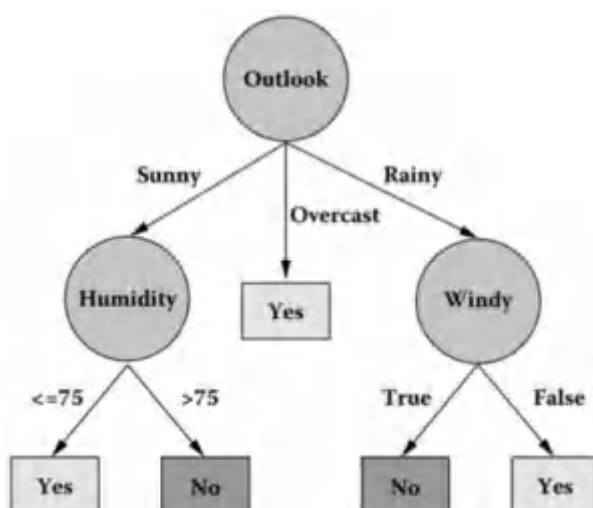 Outlook
Sunny
Rainy
Overcast
Humidity
Yes
Windy
<=75
>75
True
False
Yes
No
No
Yes